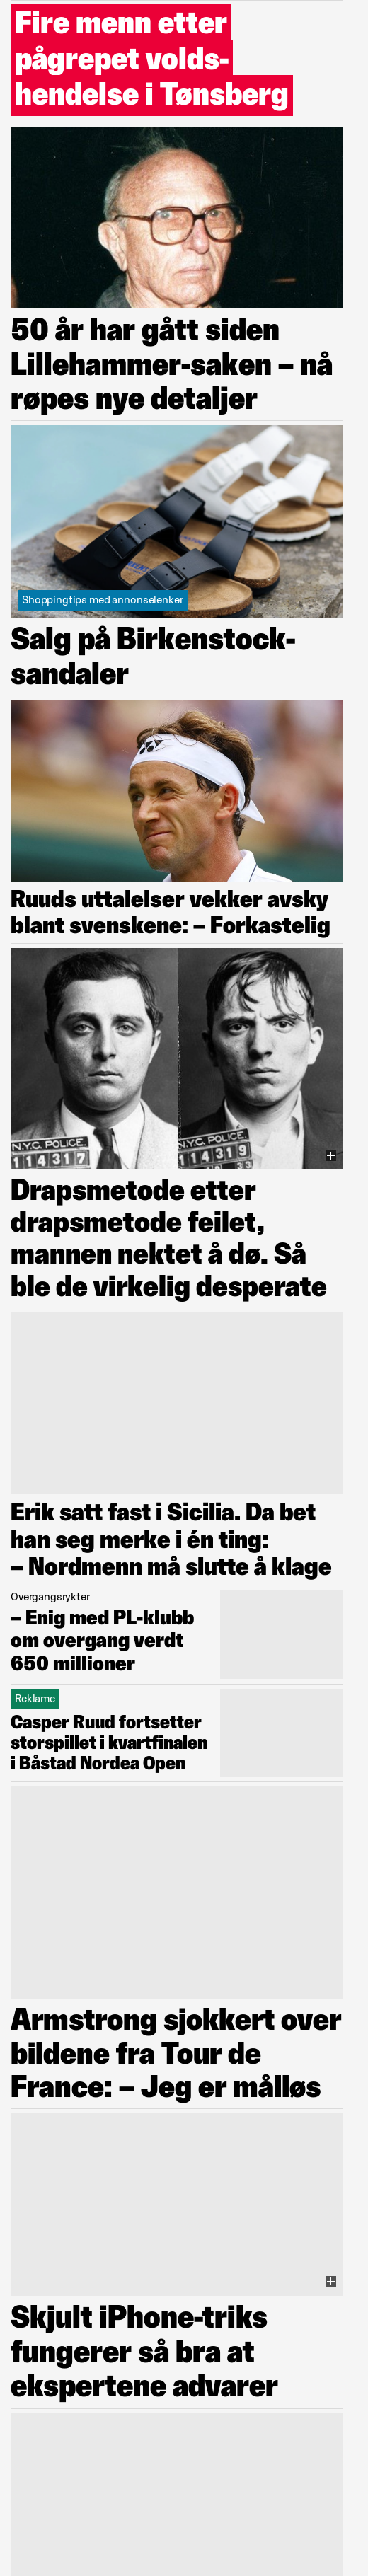 Fire menn etter
pågrepet volds-
hendelse i Tønsberg
50 år har gått siden
Lillehammer-saken – nå
røpes nye detaljer
Shoppingtips med annonselenker
Salg på Birkenstock-
sandaler
Ruuds uttalelser vekker avsky
blant svenskene: – Forkastelig
N.Y.C. POLICE
114317
N.Y.C. POLICE
114319
Drapsmetode etter
drapsmetode feilet,
mannen nektet å dø. Så
ble de virkelig desperate
Erik satt fast i Sicilia. Da bet
han seg merke i én ting:
– Nordmenn må slutte å klage
Overgangsrykter
– Enig med PL-klubb
om overgang verdt
650 millioner
Reklame
Casper Ruud fortsetter
storspillet i kvartfinalen
i Båstad Nordea Open
Armstrong sjokkert over
bildene fra Tour de
France: – Jeg er målløs
Skjult iPhone-triks
fungerer så bra at
ekspertene advarer